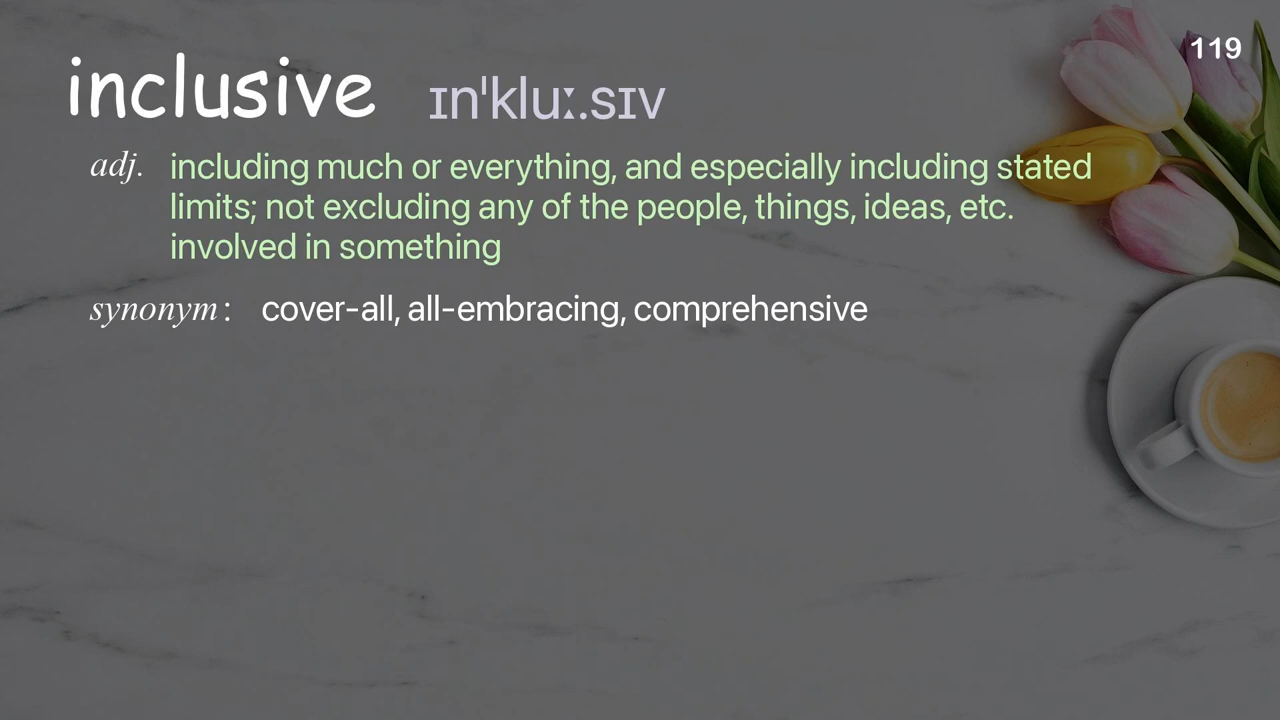 119
inclusive ɪnˈkluː.sɪv
adj. including much or everything, and especially including stated
limits; not excluding any of the people, things, ideas, etc.
involved in something
synonym: cover-all, all-embracing, comprehensive